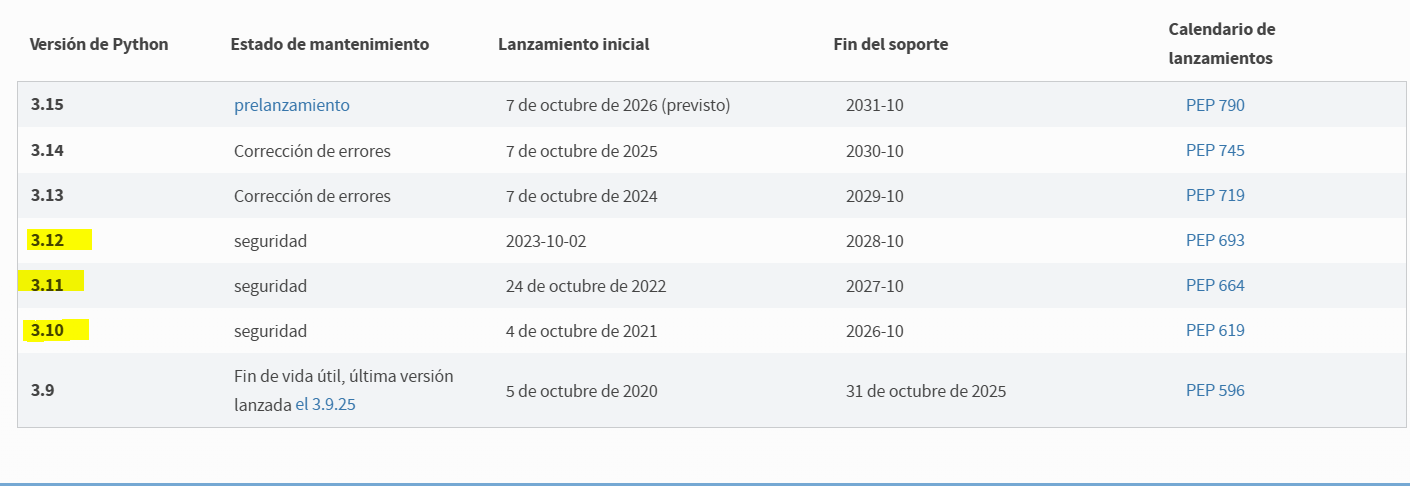 Versión de Python Estado de mantenimiento Lanzamiento inicial Fin del soporte Calendario de lanzamientos
3.15 prelanzamiento 7 de octubre de 2026 (previsto) 2031-10 PEP 790
3.14 Corrección de errores 7 de octubre de 2025 2030-10 PEP 745
3.13 Corrección de errores 7 de octubre de 2024 2029-10 PEP 719
3.12 seguridad 2023-10-02 2028-10 PEP 693
3.11 seguridad 24 de octubre de 2022 2027-10 PEP 664
3.10 seguridad 4 de octubre de 2021 2026-10 PEP 619
3.9 Fin de vida útil, última versión lanzada el 3.9.25 5 de octubre de 2020 31 de octubre de 2025 PEP 596